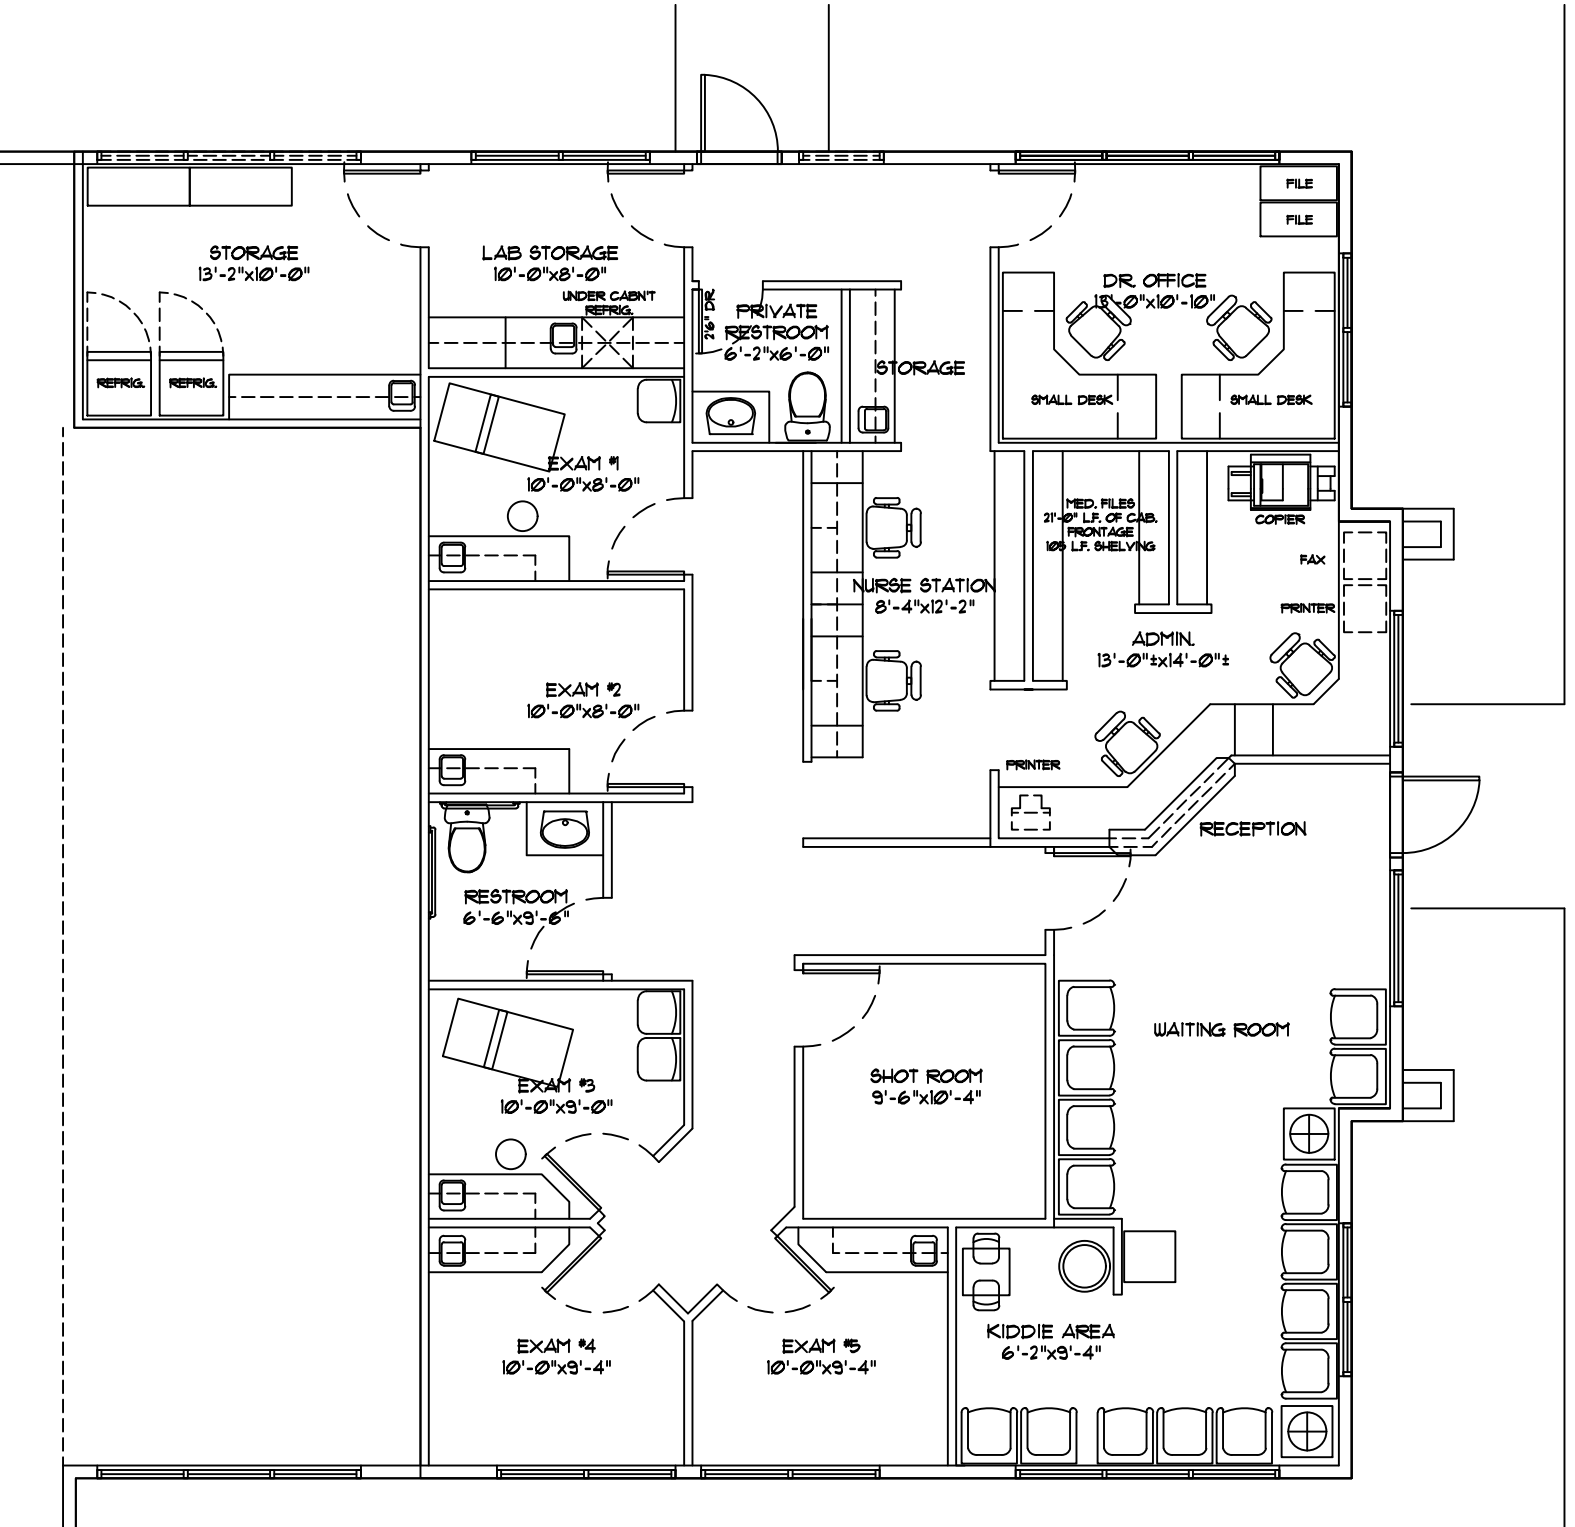 FILE
FILE
STORAGE
13'-2"x10'-0"
LAB STORAGE
10'-0"x8'-0"
UNDER CABN'T
REFRIG.
2'6" DR.
PRIVATE
RESTROOM
6'-2"x6'-0"
STORAGE
DR. OFFICE
13'-0"x10'-10"
REFRIG.
REFRIG.
SMALL DESK
SMALL DESK
EXAM #1
10'-0"x8'-0"
MED. FILES
21'-0" L.F. OF CAB.
FRONTAGE
105 L.F. SHELVING
COPIER
FAX
PRINTER
NURSE STATION
8'-4"x12'-2"
ADMIN.
13'-0"±x14'-0"±
EXAM #2
10'-0"x8'-0"
PRINTER
RECEPTION
RESTROOM
6'-6"x9'-6"
WAITING ROOM
EXAM #3
10'-0"x9'-0"
SHOT ROOM
9'-6"x10'-4"
EXAM #4
10'-0"x9'-4"
EXAM #5
10'-0"x9'-4"
KIDDIE AREA
6'-2"x9'-4"